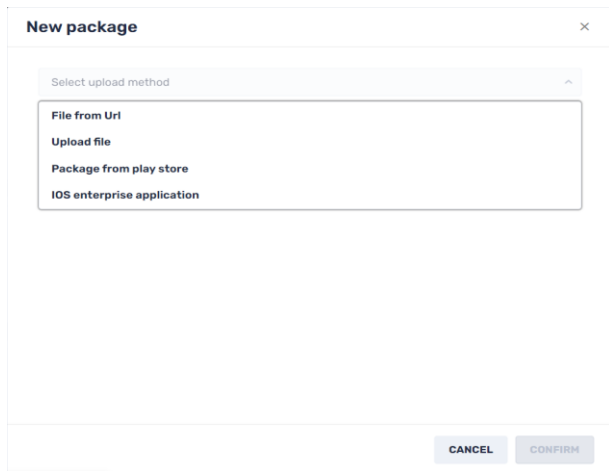 New package
Select upload method
File from Url
Upload file
Package from play store
IOS enterprise application
CANCEL CONFIRM